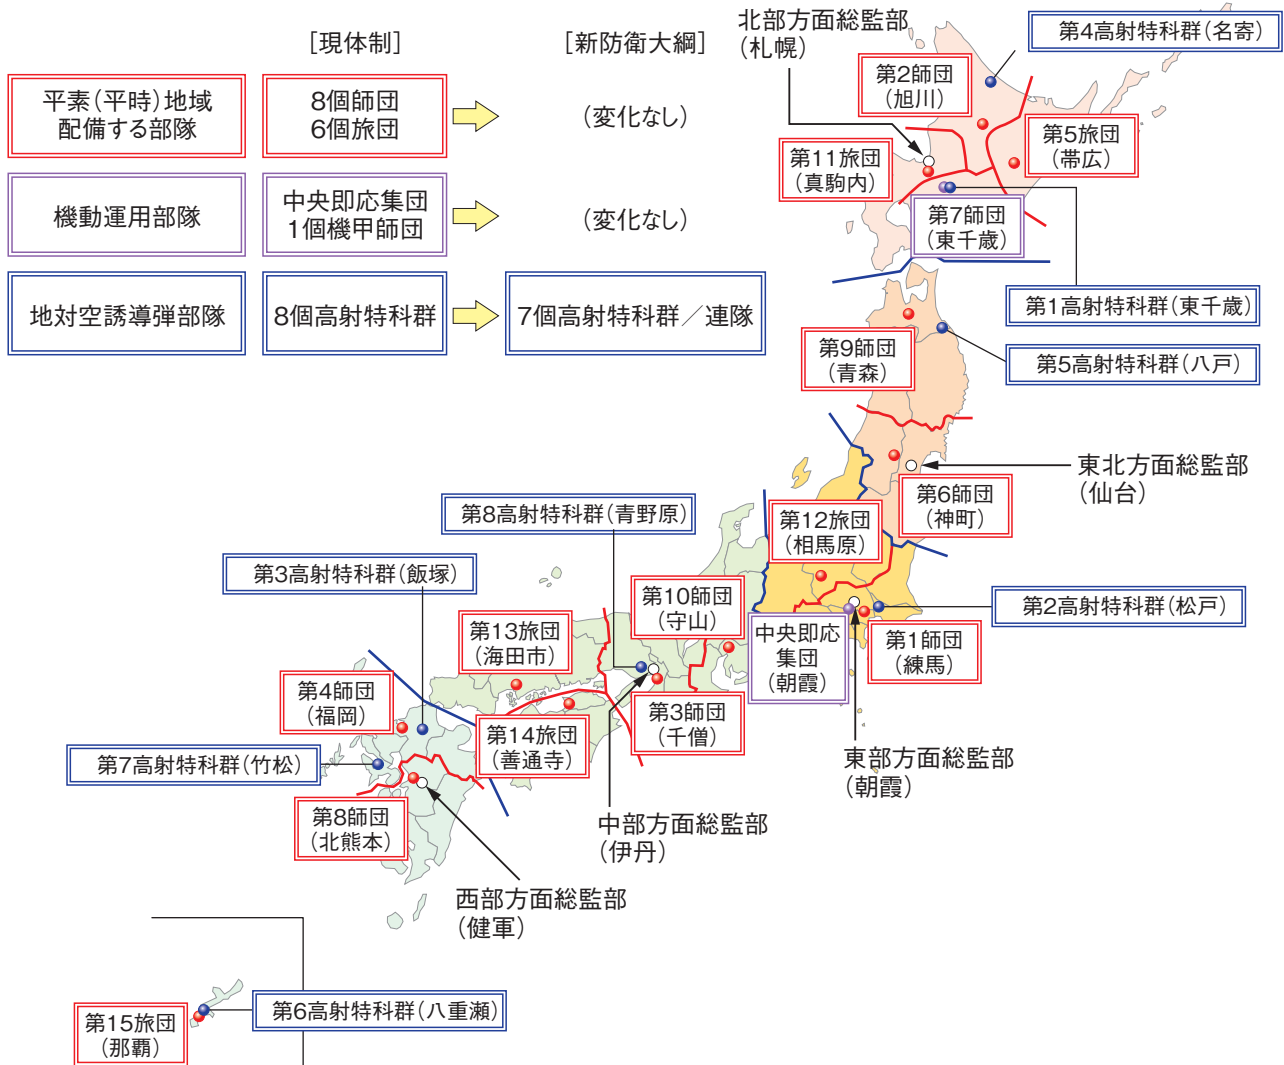 [現体制]
[新防衛大綱]
平素(平時)地域
配備する部隊
8個師団
6個旅団
(変化なし)
機動運用部隊
中央即応集団
1個機甲師団
(変化なし)
地対空誘導弾部隊
8個高射特科群
7個高射特科群/連隊
北部方面総監部
(札幌)
第4高射特科群(名寄)
第2師団
(旭川)
第5旅団
(帯広)
第11旅団
(真駒内)
第7師団
(東千歳)
第1高射特科群(東千歳)
第9師団
(青森)
第5高射特科群(八戸)
東北方面総監部
(仙台)
第6師団
(神町)
第8高射特科群(青野原)
第12旅団
(相馬原)
第3高射特科群(飯塚)
第10師団
(守山)
第2高射特科群(松戸)
第13旅団
(海田市)
中央即応
集団
(朝霞)
第1師団
(練馬)
第4師団
(福岡)
第3師団
(千僧)
第14旅団
(善通寺)
東部方面総監部
(朝霞)
第7高射特科群(竹松)
第8師団
(北熊本)
中部方面総監部
(伊丹)
西部方面総監部
(健軍)
第6高射特科群(八重瀬)
第15旅団
(那覇)